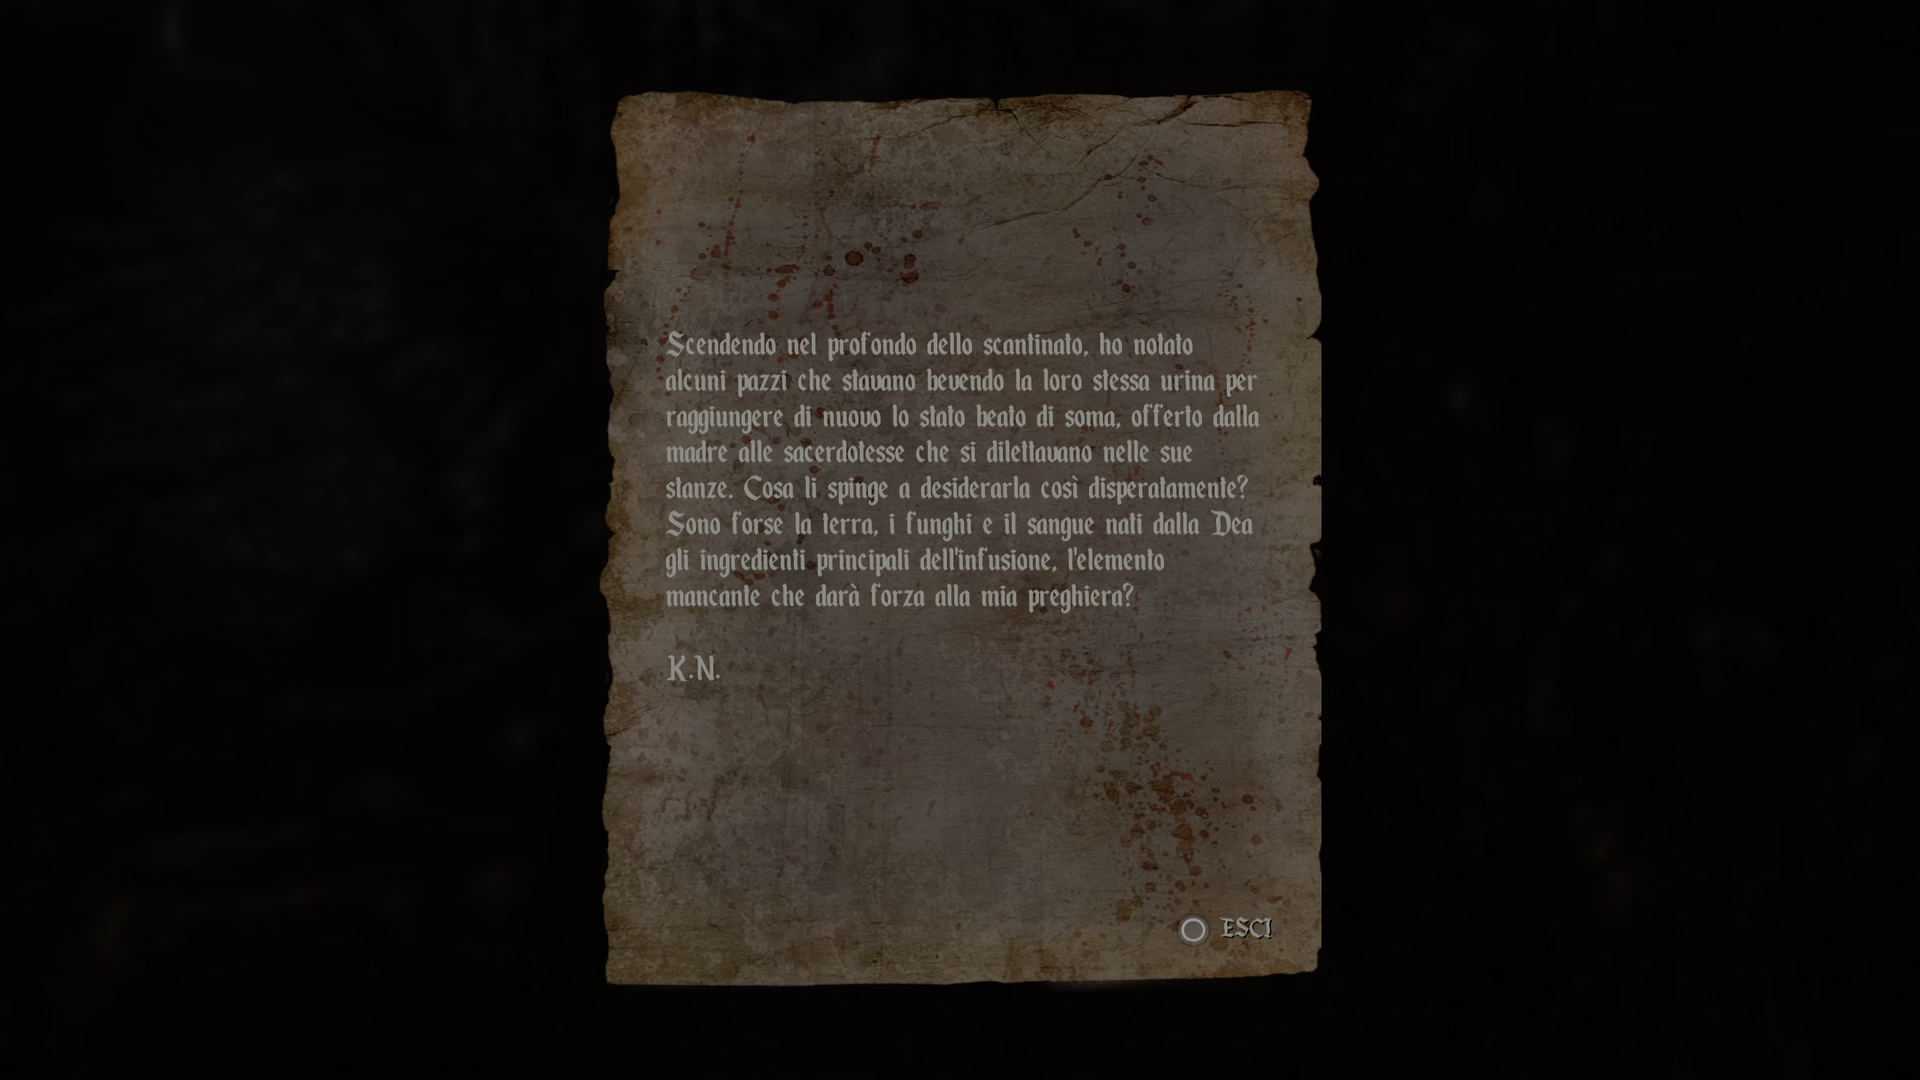 Scendendo nel profondo dello scantinato, ho notato
alcuni pazzi che stavano bevendo la loro stessa urina per
raggiungere di nuovo lo stato beato di soma, offerto dalla
madre alle sacerdotesse che si dilettavano nelle sue
stanze. Cosa li spinge a desiderarla così disperatamente?
Sono forse la terra, i funghi e il sangue nati dalla Dea
gli ingredienti principali dell'infusione, l'elemento
mancante che darà forza alla mia preghiera?
K.N.
ESCI